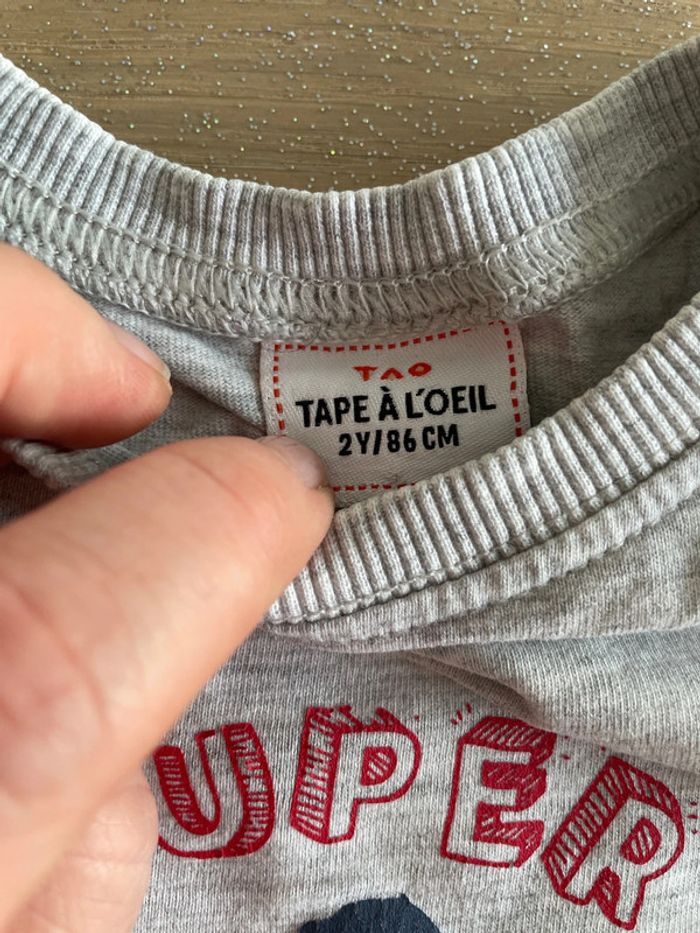 TAO
TAPE À L'OEIL
2Y/86 CM
UPER